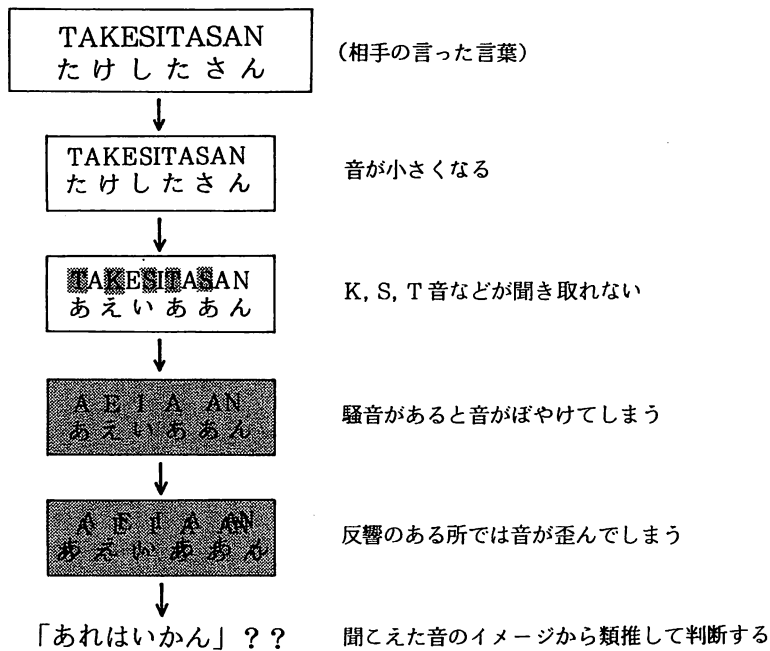 TAKESITASAN
たけしたさん
(相手の言った言葉)
TAKESITASAN
たけしたさん
音が小さくなる
TAKESITASAN
あえいああん
K, S, T 音などが聞き取れない
A E I A AN
あえいああん
騒音があると音がぼやけてしまう
A E I A AN
あえいああん
反響のある所では音が歪んでしまう
「あれはいかん」??
聞こえた音のイメージから類推して判断する